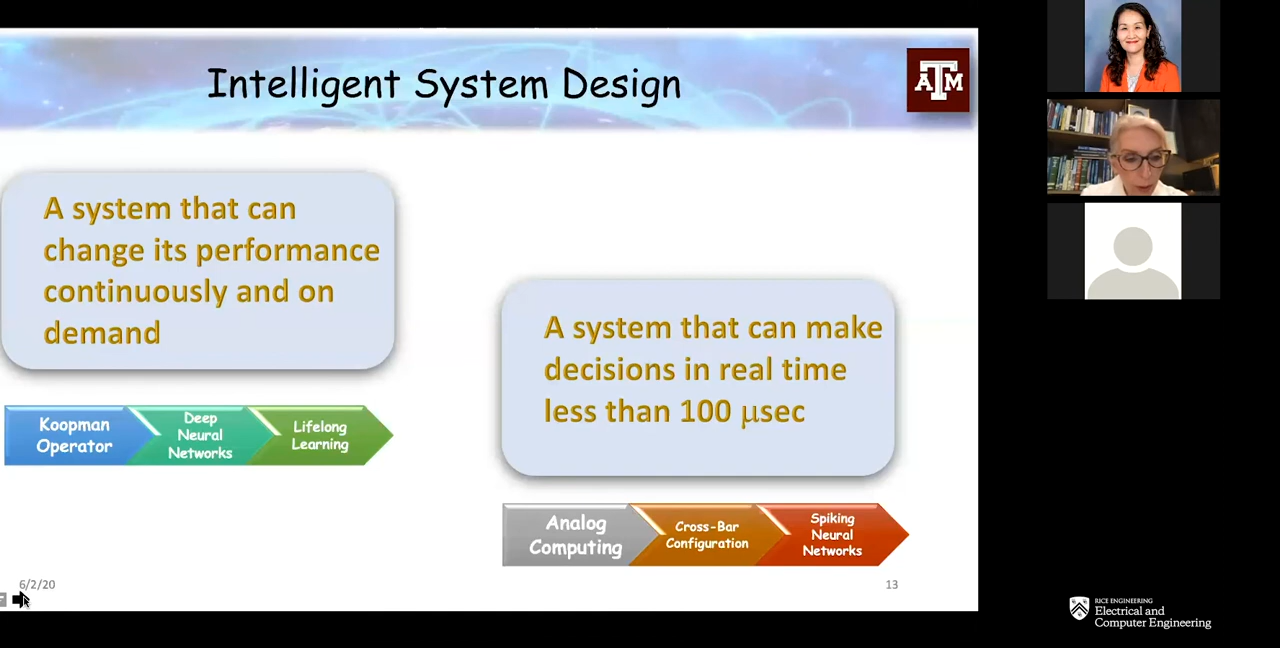 Intelligent System Design
ATM
A system that can
change its performance
continuously and on
demand
Koopman
Operator
Deep
Neural
Networks
Lifelong
Learning
A system that can make
decisions in real time
less than 100 μsec
Analog
Computing
Cross-Bar
Configuration
Spiking
Neural
Networks
6/2/20
13
RICE ENGINEERING
Electrical and
Computer Engineering